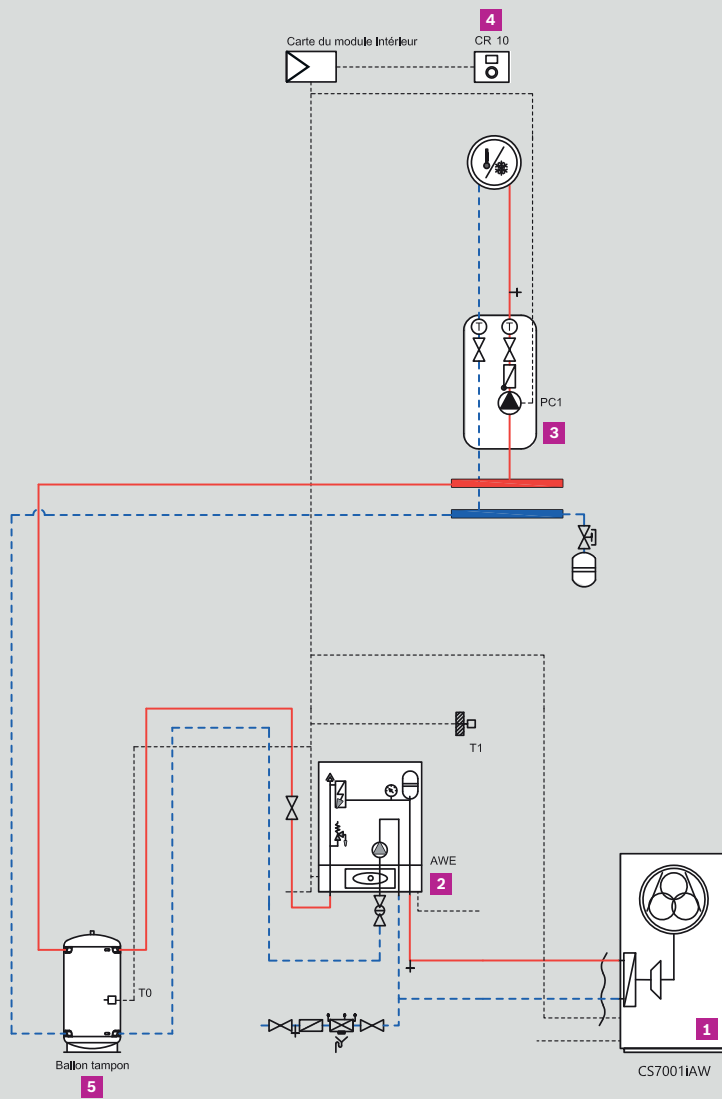 4
Carte du module Intérieur
CR 10
T
T
PC1
3
T1
AWE
2
T0
1
Ballon tampon
CS7001iAW
5